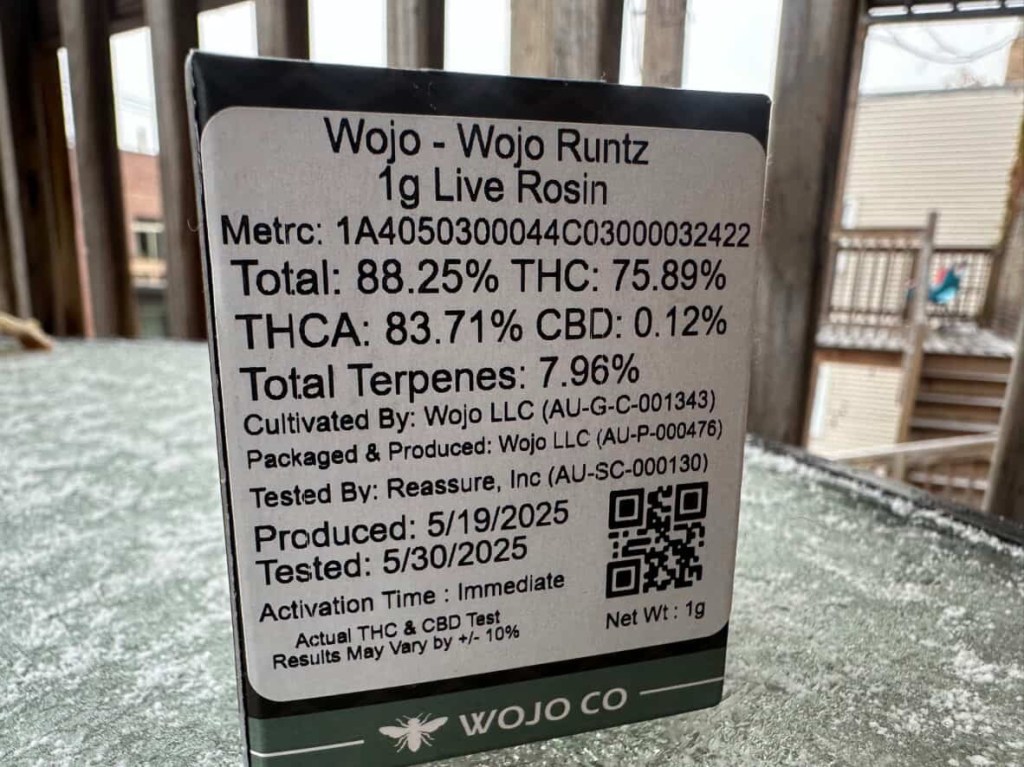 Wojo - Wojo Runtz
1g Live Rosin
Metrc: 1A4050300044C03000032422
Total: 88.25% THC: 75.89%
THCA: 83.71% CBD: 0.12%
Total Terpenes: 7.96%
Cultivated By: Wojo LLC (AU-G-C-001343)
Packaged & Produced: Wojo LLC (AU-P-000476)
Tested By: Reassure, Inc (AU-SC-000130)
Produced: 5/19/2025
Tested: 5/30/2025
Activation Time : Immediate
Actual THC & CBD Test
Results May Vary by +/- 10%
Net Wt : 1g
WOJO CO